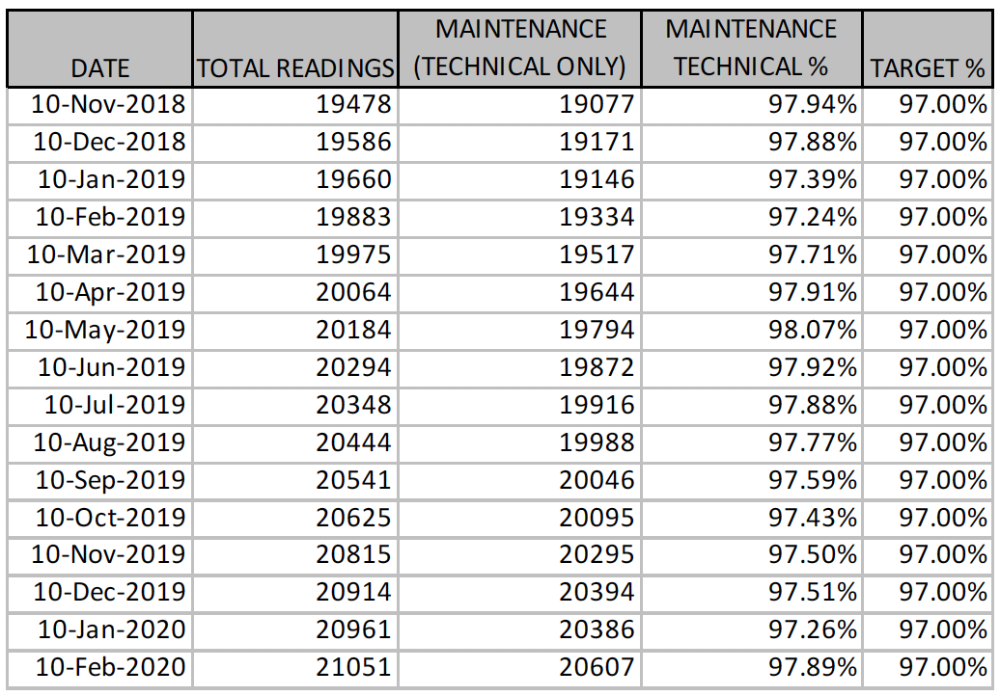 DATE TOTAL READINGS MAINTENANCE (TECHNICAL ONLY) MAINTENANCE TECHNICAL % TARGET %
10-Nov-2018 19478 19077 97.94% 97.00%
10-Dec-2018 19586 19171 97.88% 97.00%
10-Jan-2019 19660 19146 97.39% 97.00%
10-Feb-2019 19883 19334 97.24% 97.00%
10-Mar-2019 19975 19517 97.71% 97.00%
10-Apr-2019 20064 19644 97.91% 97.00%
10-May-2019 20184 19794 98.07% 97.00%
10-Jun-2019 20294 19872 97.92% 97.00%
10-Jul-2019 20348 19916 97.88% 97.00%
10-Aug-2019 20444 19988 97.77% 97.00%
10-Sep-2019 20541 20046 97.59% 97.00%
10-Oct-2019 20625 20095 97.43% 97.00%
10-Nov-2019 20815 20295 97.50% 97.00%
10-Dec-2019 20914 20394 97.51% 97.00%
10-Jan-2020 20961 20386 97.26% 97.00%
10-Feb-2020 21051 20607 97.89% 97.00%